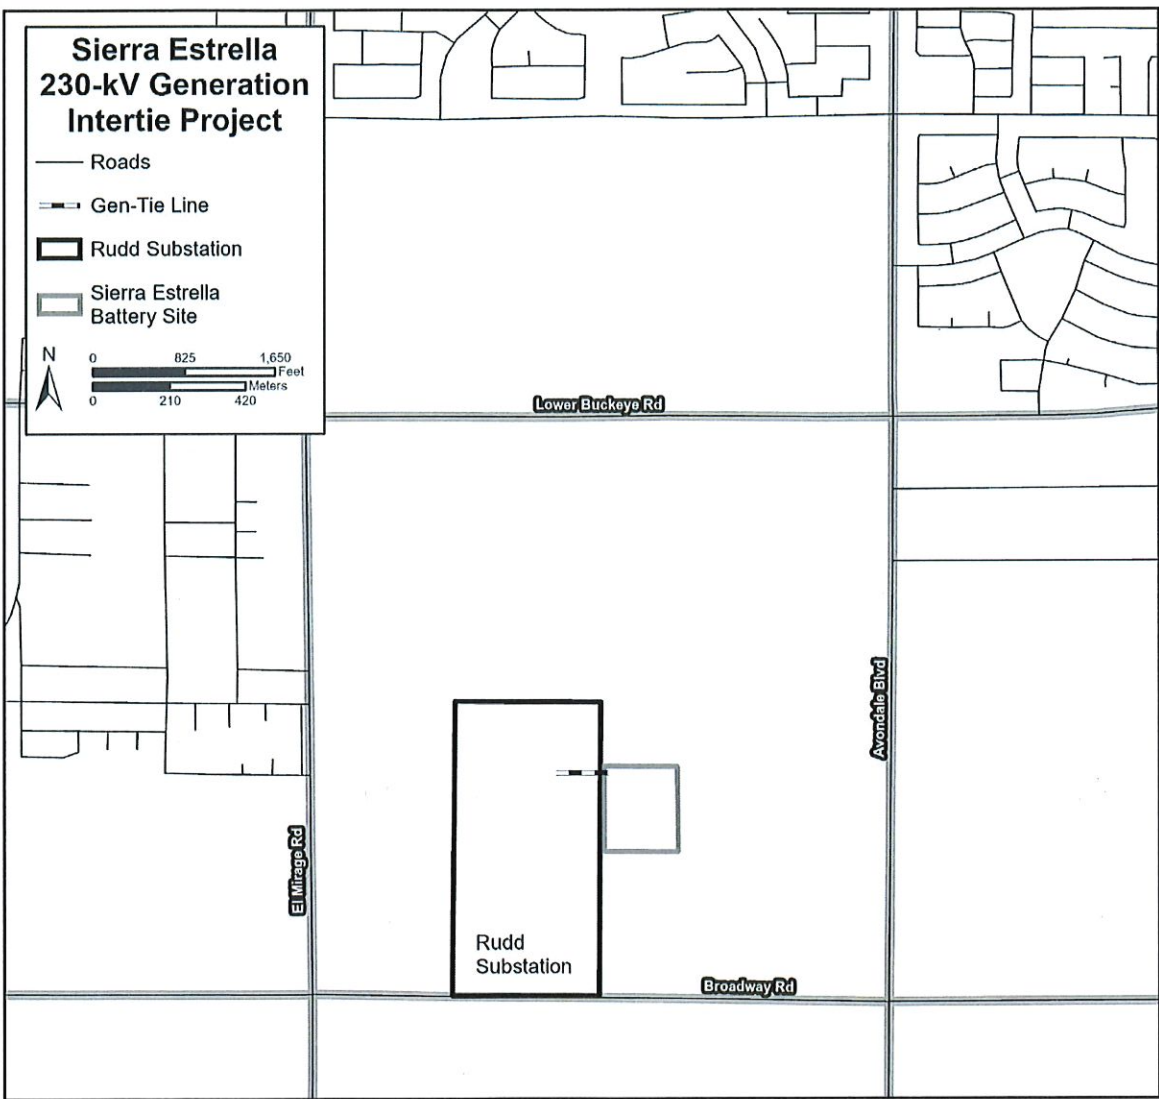 Sierra Estrella
230-kV Generation
Intertie Project
Roads
Gen-Tie Line
Rudd Substation
Sierra Estrella
Battery Site
N
0 825 1,650
Feet
Meters
0 210 420
Lower Buckeye Rd
Avondale Blvd
El Mirage Rd
Rudd
Substation
Broadway Rd